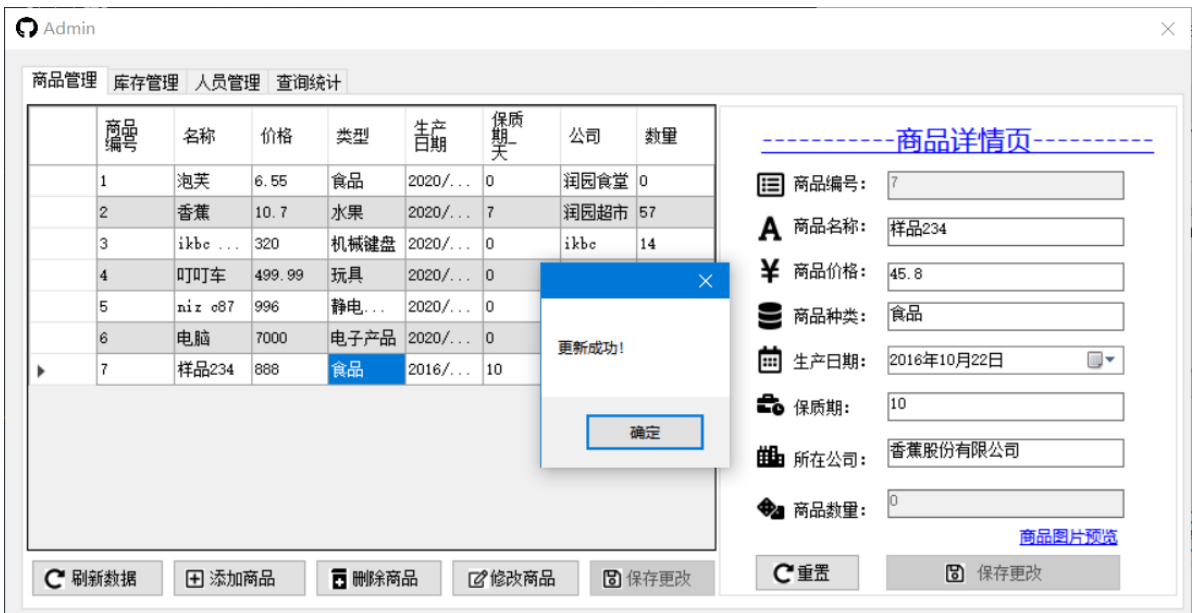 Admin
商品管理 库存管理 人员管理 查询统计
商品编号 名称 价格 类型 生产日期 保质期_天 公司 数量
1 泡芙 6.55 食品 2020/... 0 润园食堂 0
2 香蕉 10.7 水果 2020/... 7 润园超市 57
3 ikbc ... 320 机械键盘 2020/... 0 ikbc 14
4 叮叮车 499.99 玩具 2020/... 0
5 niz c87 996 静电... 2020/... 0
6 电脑 7000 电子产品 2020/... 0
7 样品234 888 食品 2016/... 10
更新成功!
确定
-----------商品详情页----------
商品编号: 7
商品名称: 样品234
商品价格: 45.8
商品种类: 食品
生产日期: 2016年10月22日
保质期: 10
所在公司: 香蕉股份有限公司
商品数量: 0
商品图片预览
刷新数据 添加商品 删除商品 修改商品 保存更改
重置 保存更改